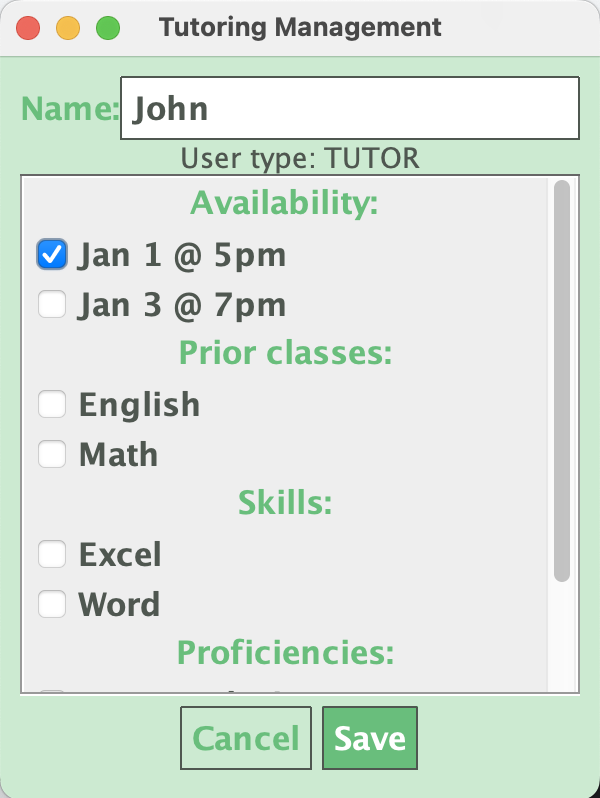 Tutoring Management
Name: John
User type: TUTOR
Availability:
Jan 1 @ 5pm
Jan 3 @ 7pm
Prior classes:
English
Math
Skills:
Excel
Word
Proficiencies:
Cancel Save